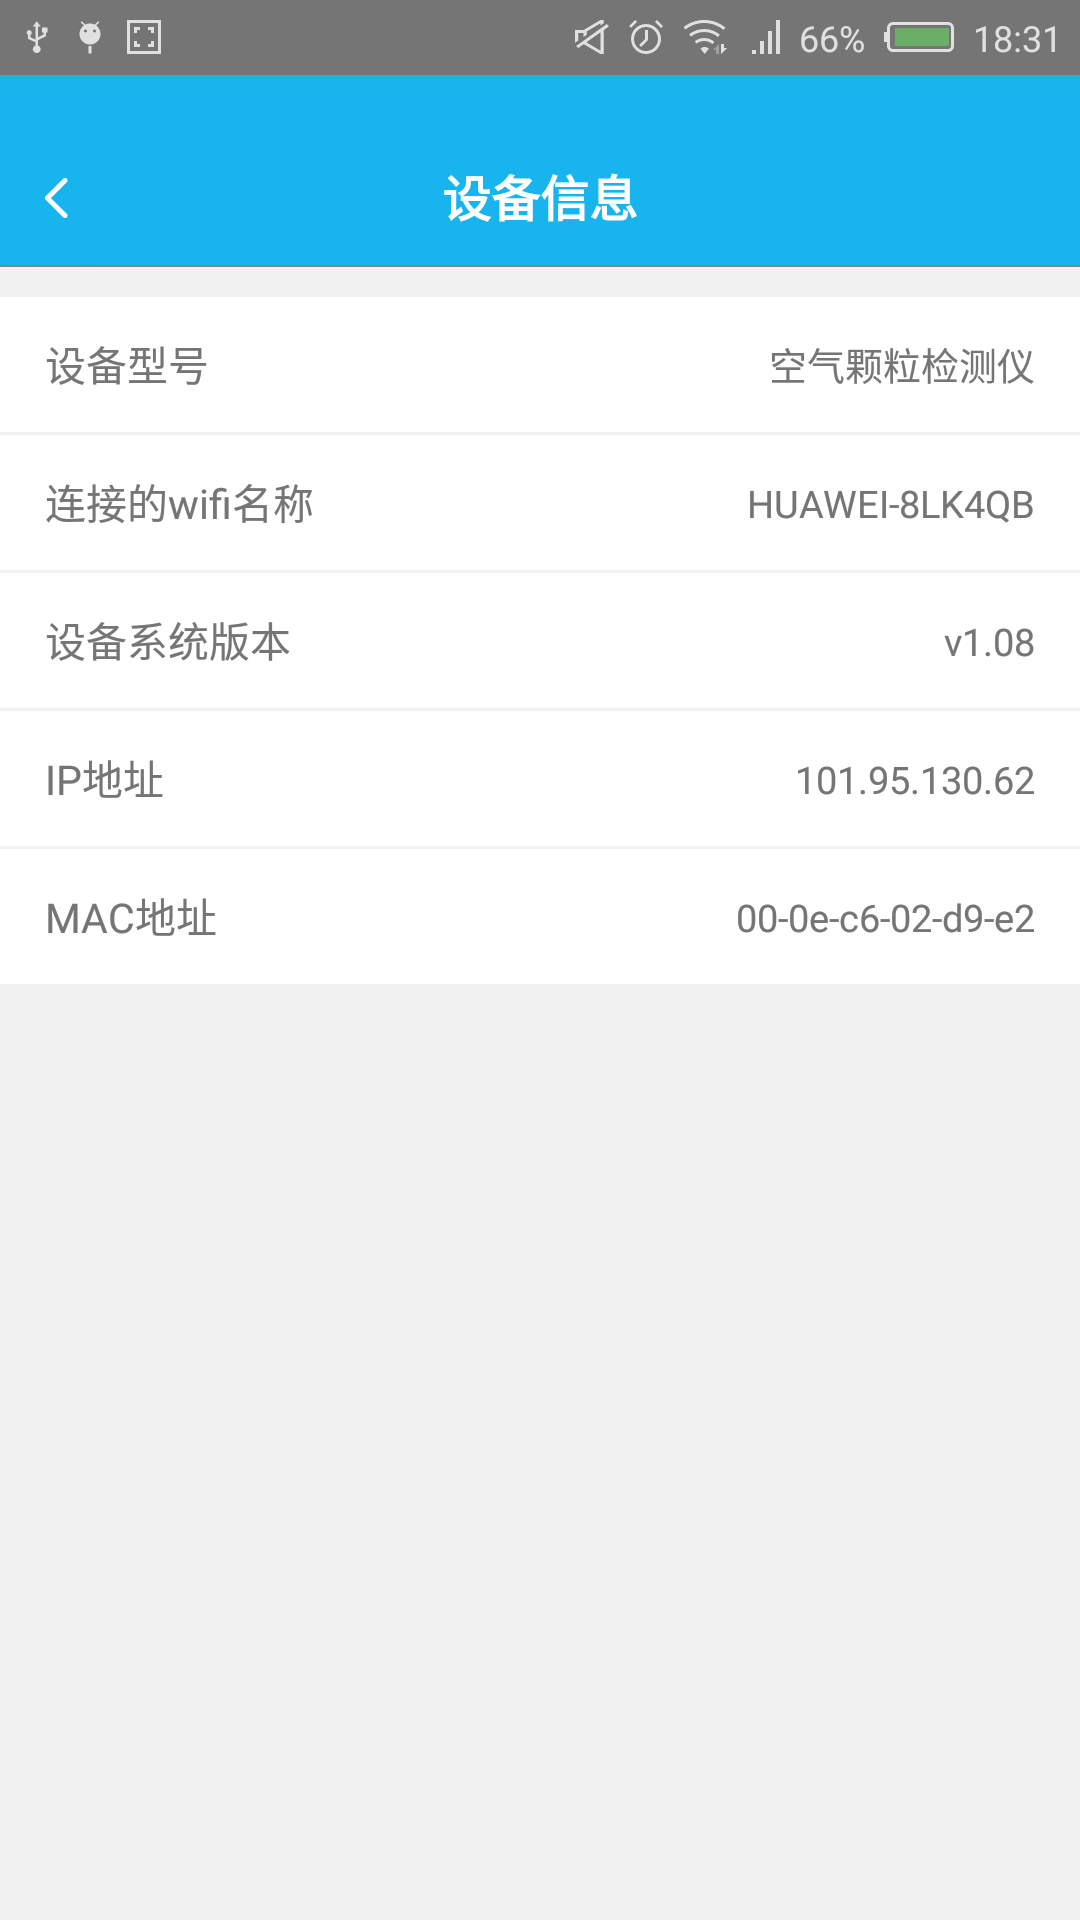 66% 18:31
设备信息
设备型号 空气颗粒检测仪
连接的wifi名称 HUAWEI-8LK4QB
设备系统版本 v1.08
IP地址 101.95.130.62
MAC地址 00-0e-c6-02-d9-e2